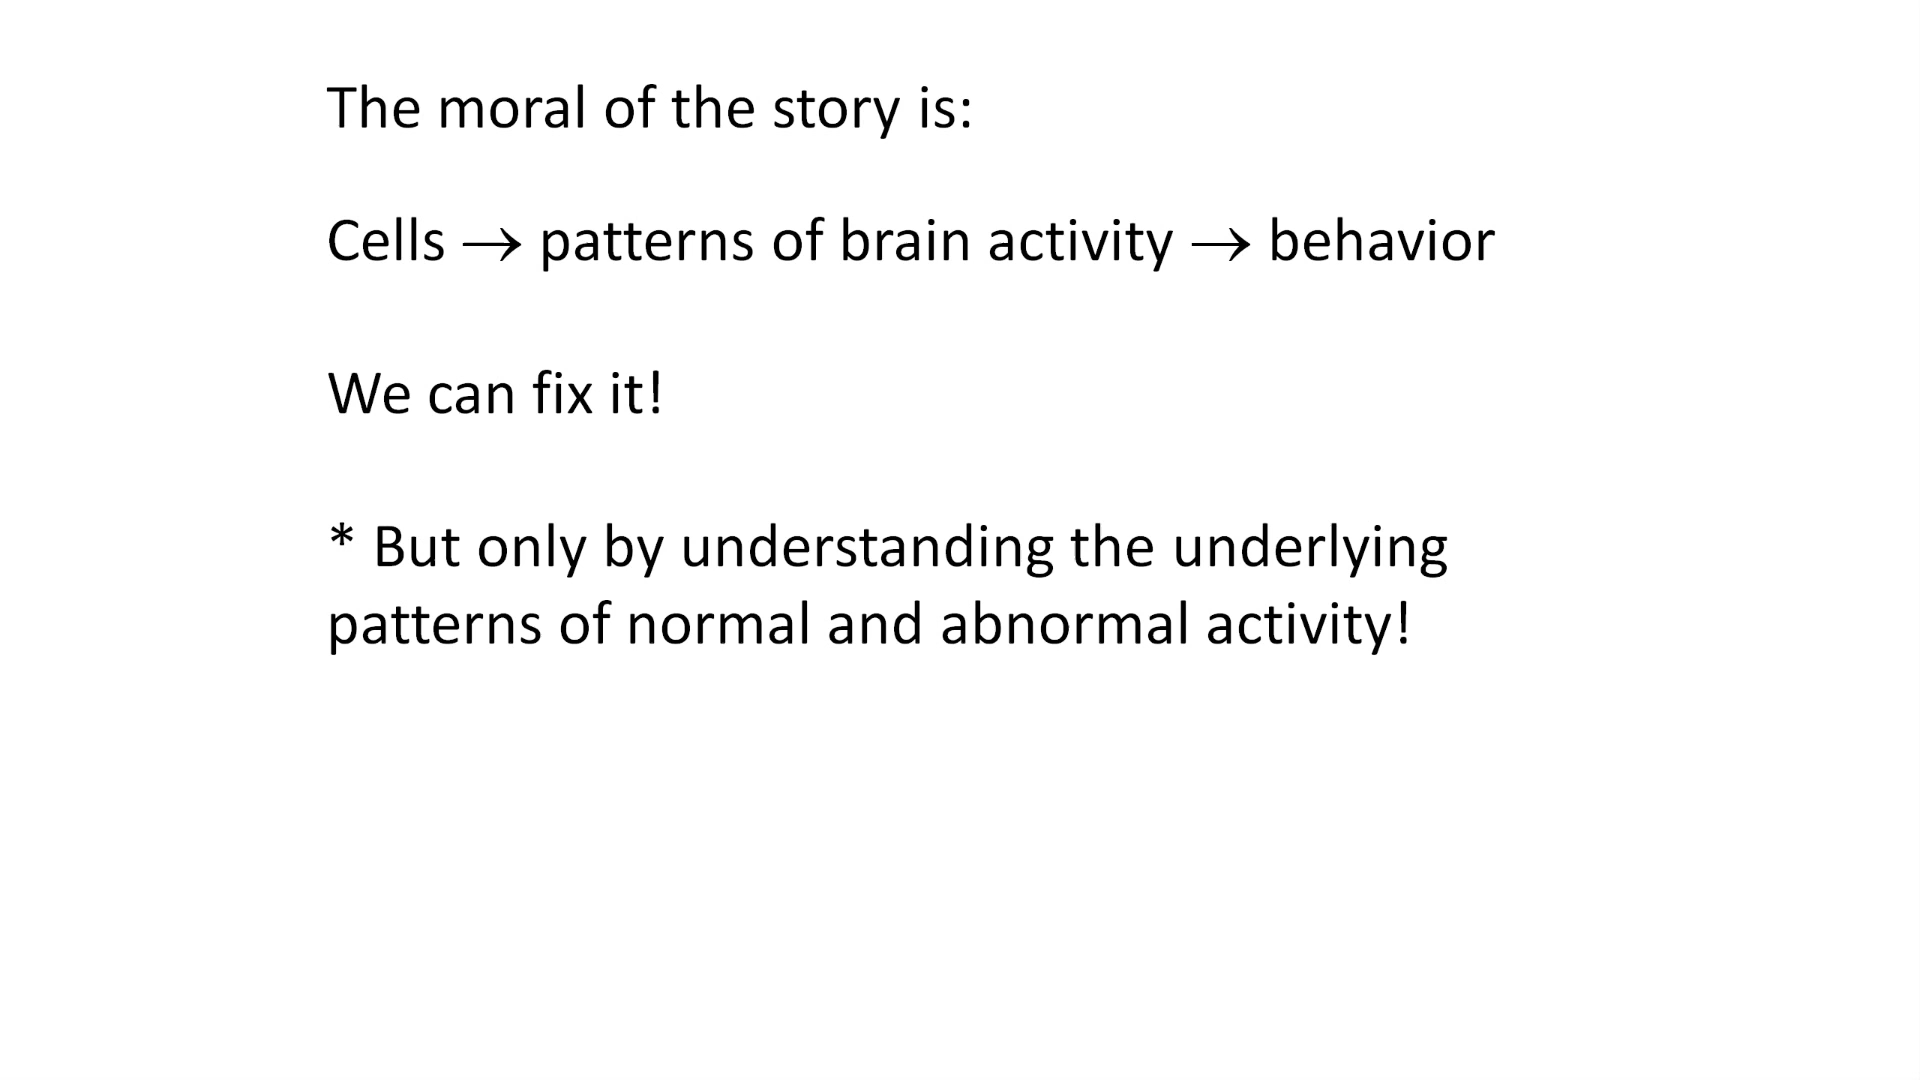 The moral of the story is:
Cells → patterns of brain activity → behavior
We can fix it!
* But only by understanding the underlying
patterns of normal and abnormal activity!